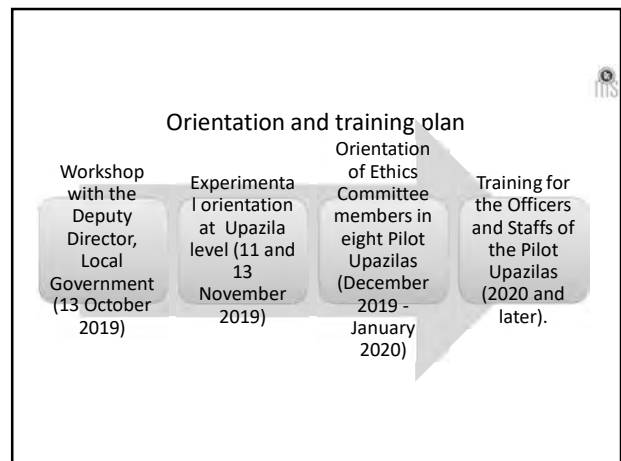 Orientation and training plan
Workshop
with the
Deputy
Director,
Local
Government
(13 October
2019)
Experimenta
l orientation
at Upazila
level (11 and
13
November
2019)
Orientation
of Ethics
Committee
members in
eight Pilot
Upazilas
(December
2019 -
January
2020)
Training for
the Officers
and Staffs of
the Pilot
Upazilas
(2020 and
later).